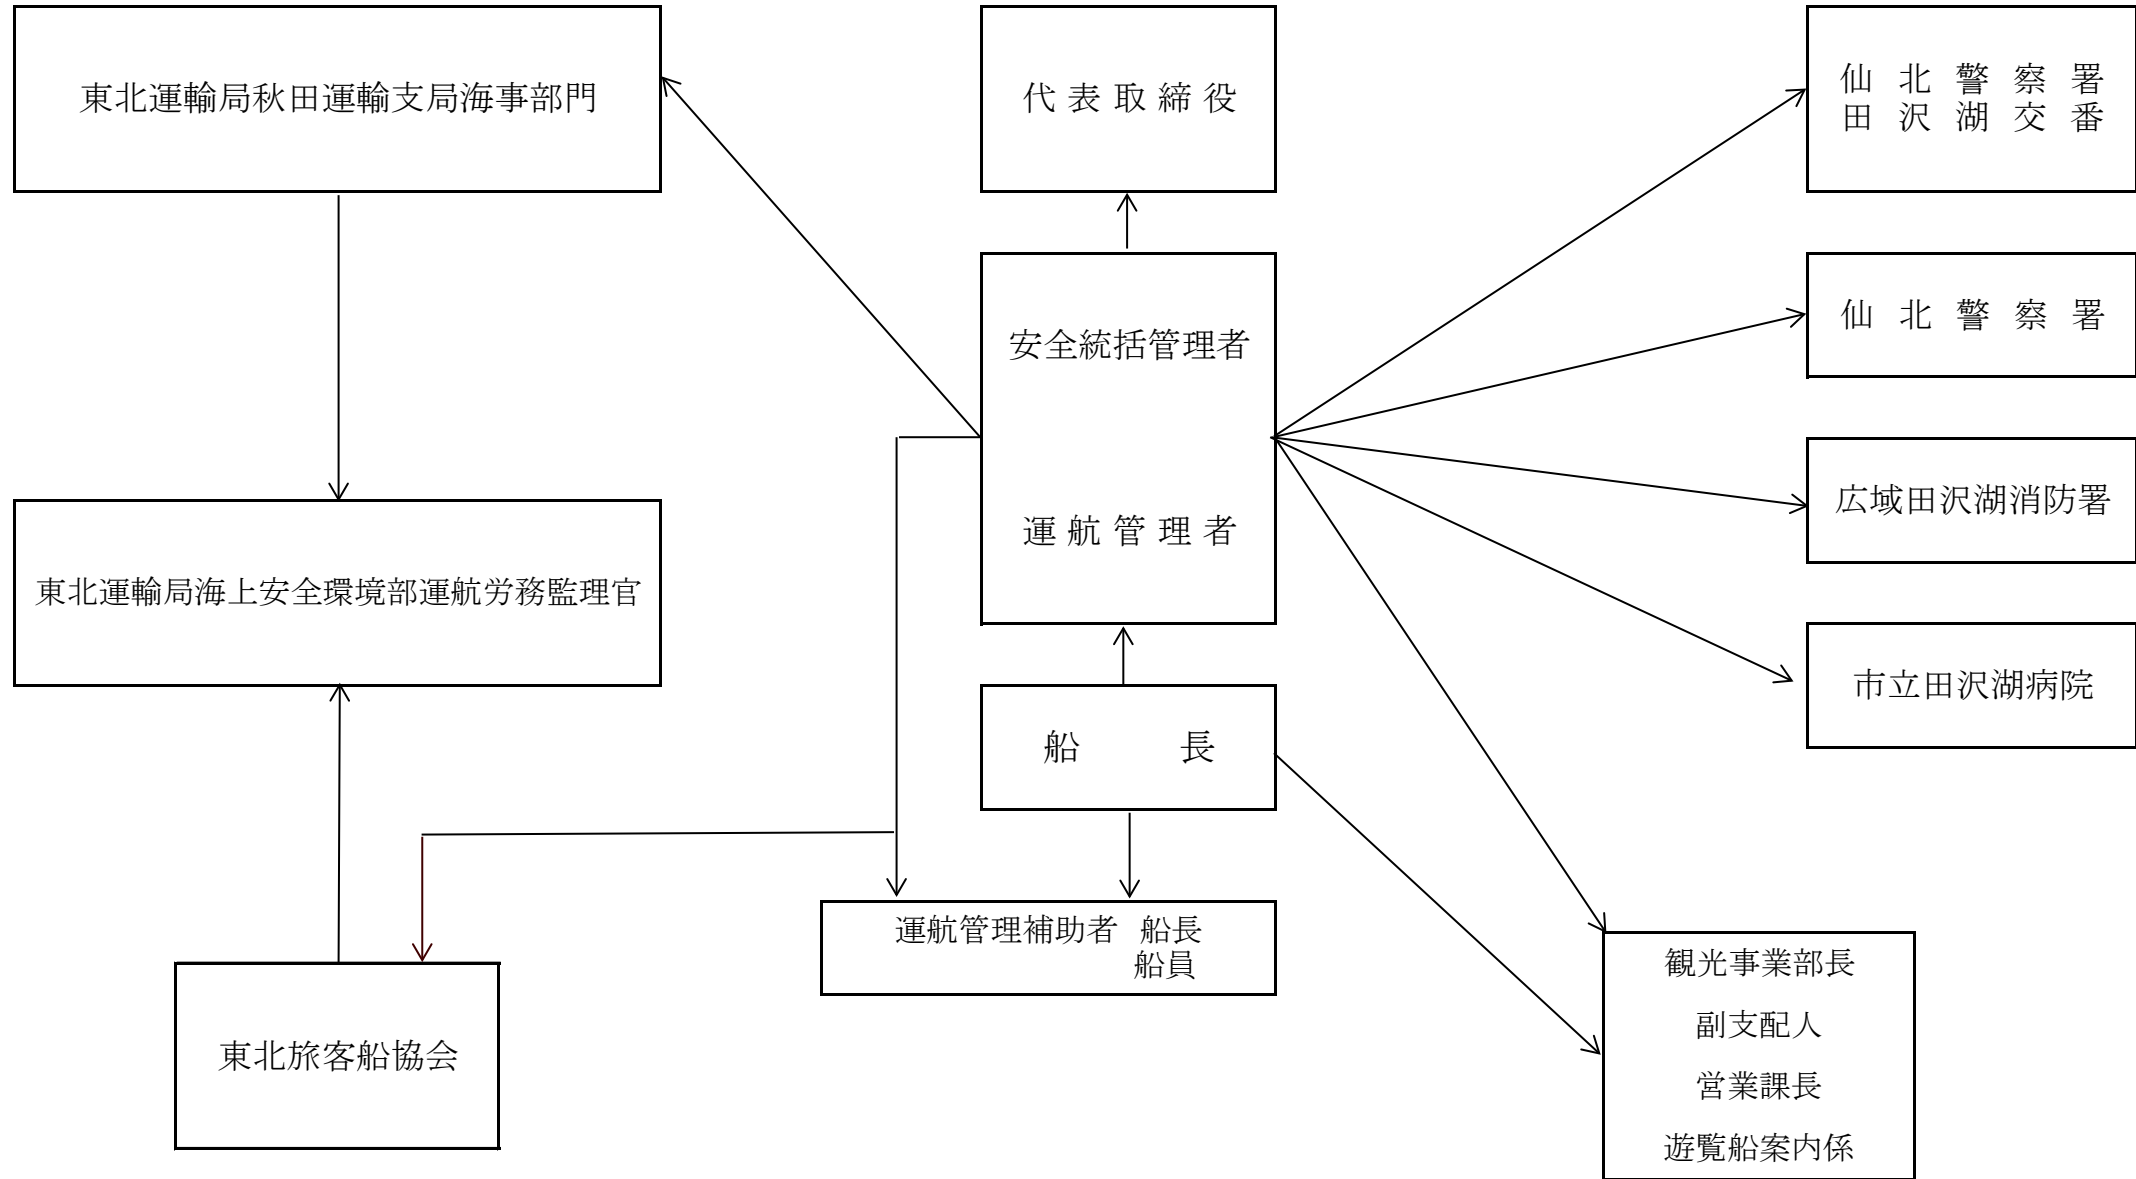 東北運輸局秋田運輸支局海事部門
代表取締役
仙北警察署
田沢湖交番
安全統括管理者
運航管理者
仙北警察署
広域田沢湖消防署
東北運輸局海上安全環境部運航労務監理官
市立田沢湖病院
船長
運航管理補助者 船長
船員
東北旅客船協会
観光事業部長
副支配人
営業課長
遊覧船案内係